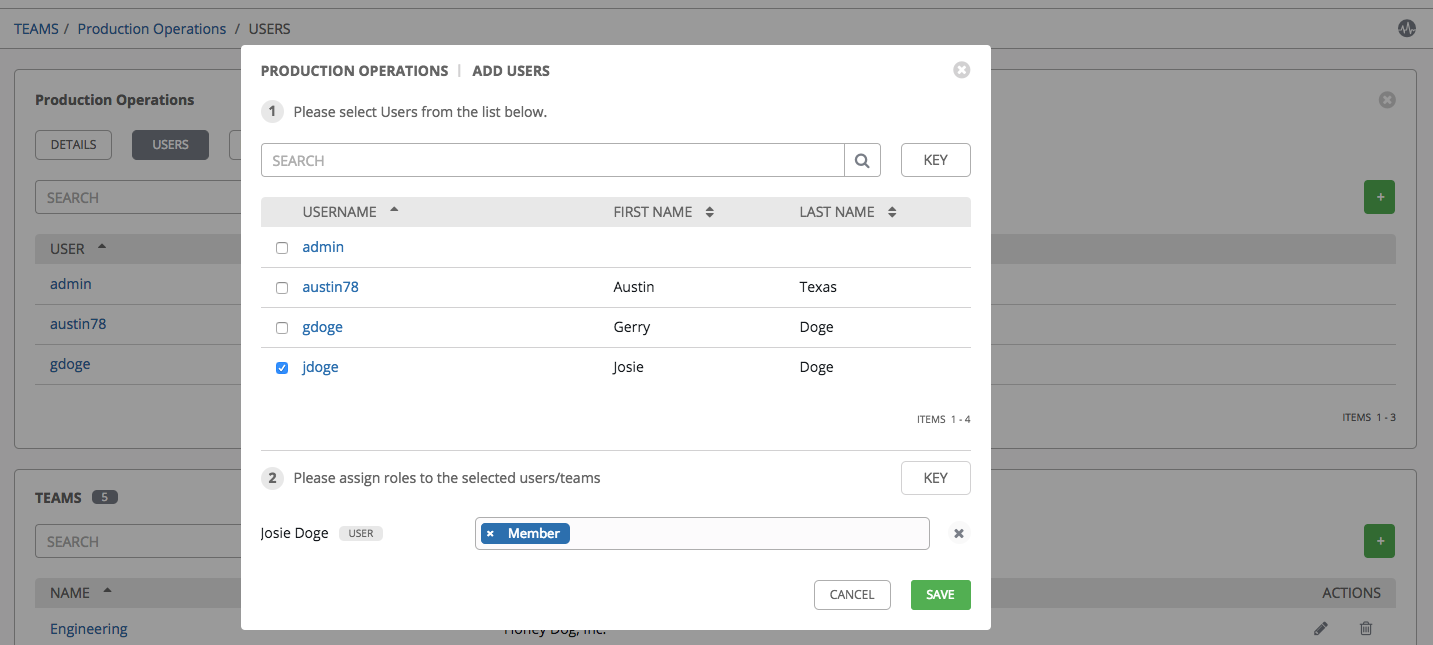 TEAMS / Production Operations / USERS
PRODUCTION OPERATIONS | ADD USERS
1 Please select Users from the list below.
SEARCH KEY
USERNAME FIRST NAME LAST NAME
admin
austin78 Austin Texas
gdoge Gerry Doge
jdoge Josie Doge
ITEMS 1 - 4
2 Please assign roles to the selected users/teams KEY
Josie Doge USER × Member
CANCEL SAVE
Production Operations
DETAILS USERS
SEARCH +
USER
admin
austin78
gdoge
ITEMS 1 - 3
TEAMS 5
SEARCH +
NAME ACTIONS
Engineering Honey Dog, Inc.